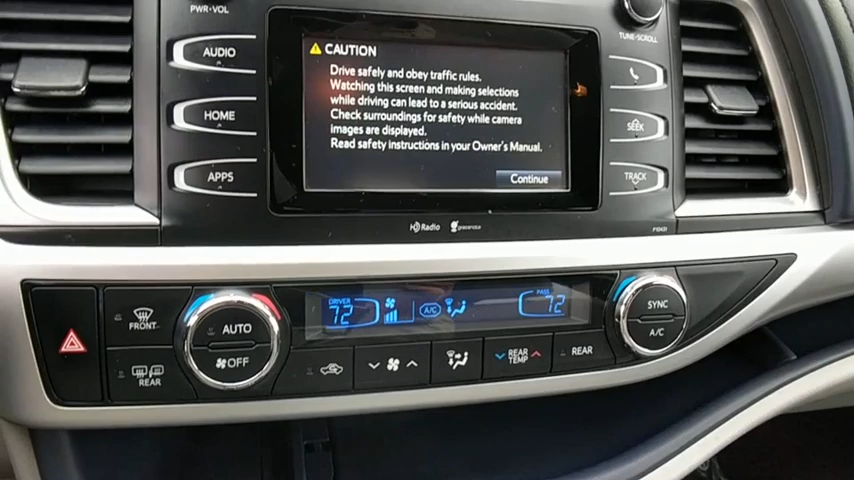 PWR•VOL
TUNE•SCROLL
AUDIO
HOME
APPS
CAUTION
Drive safely and obey traffic rules.
Watching this screen and making selections
while driving can lead to a serious accident.
Check surroundings for safety while camera
images are displayed.
Read safety instructions in your Owner's Manual.
Continue
SEEK
TRACK
HD Radio
gracenote
FRONT
REAR
AUTO
OFF
DRIVER
72
A/C
PASS
72
REAR
TEMP
REAR
SYNC
A/C